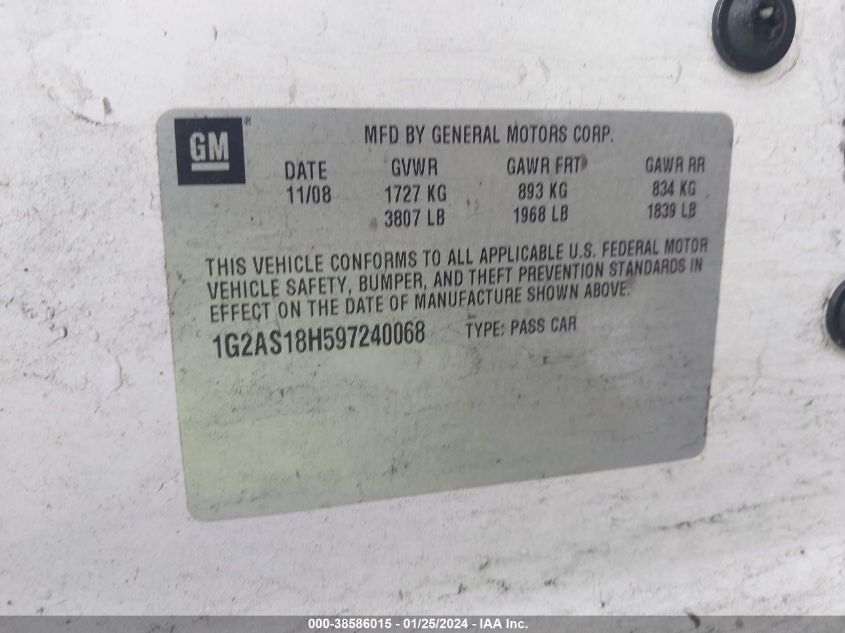 GM®
MFD BY GENERAL MOTORS CORP.
DATE GVWR GAWR FRT GAWR RR
11/08 1727 KG 893 KG 834 KG
3807 LB 1968 LB 1839 LB
THIS VEHICLE CONFORMS TO ALL APPLICABLE U.S. FEDERAL MOTOR
VEHICLE SAFETY, BUMPER, AND THEFT PREVENTION STANDARDS IN
EFFECT ON THE DATE OF MANUFACTURE SHOWN ABOVE.
1G2AS18H597240068 TYPE: PASS CAR
000-38586015 - 01/25/2024 - IAA Inc.